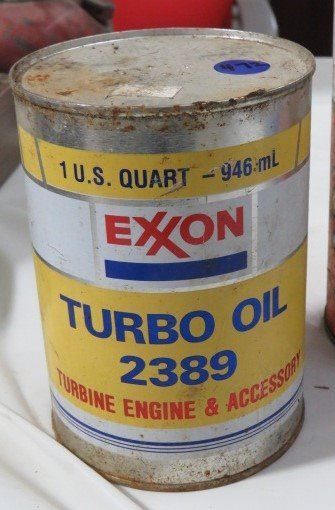 1 U.S. QUART – 946 mL
EXXON
TURBO OIL
2389
TURBINE ENGINE & ACCESSORY